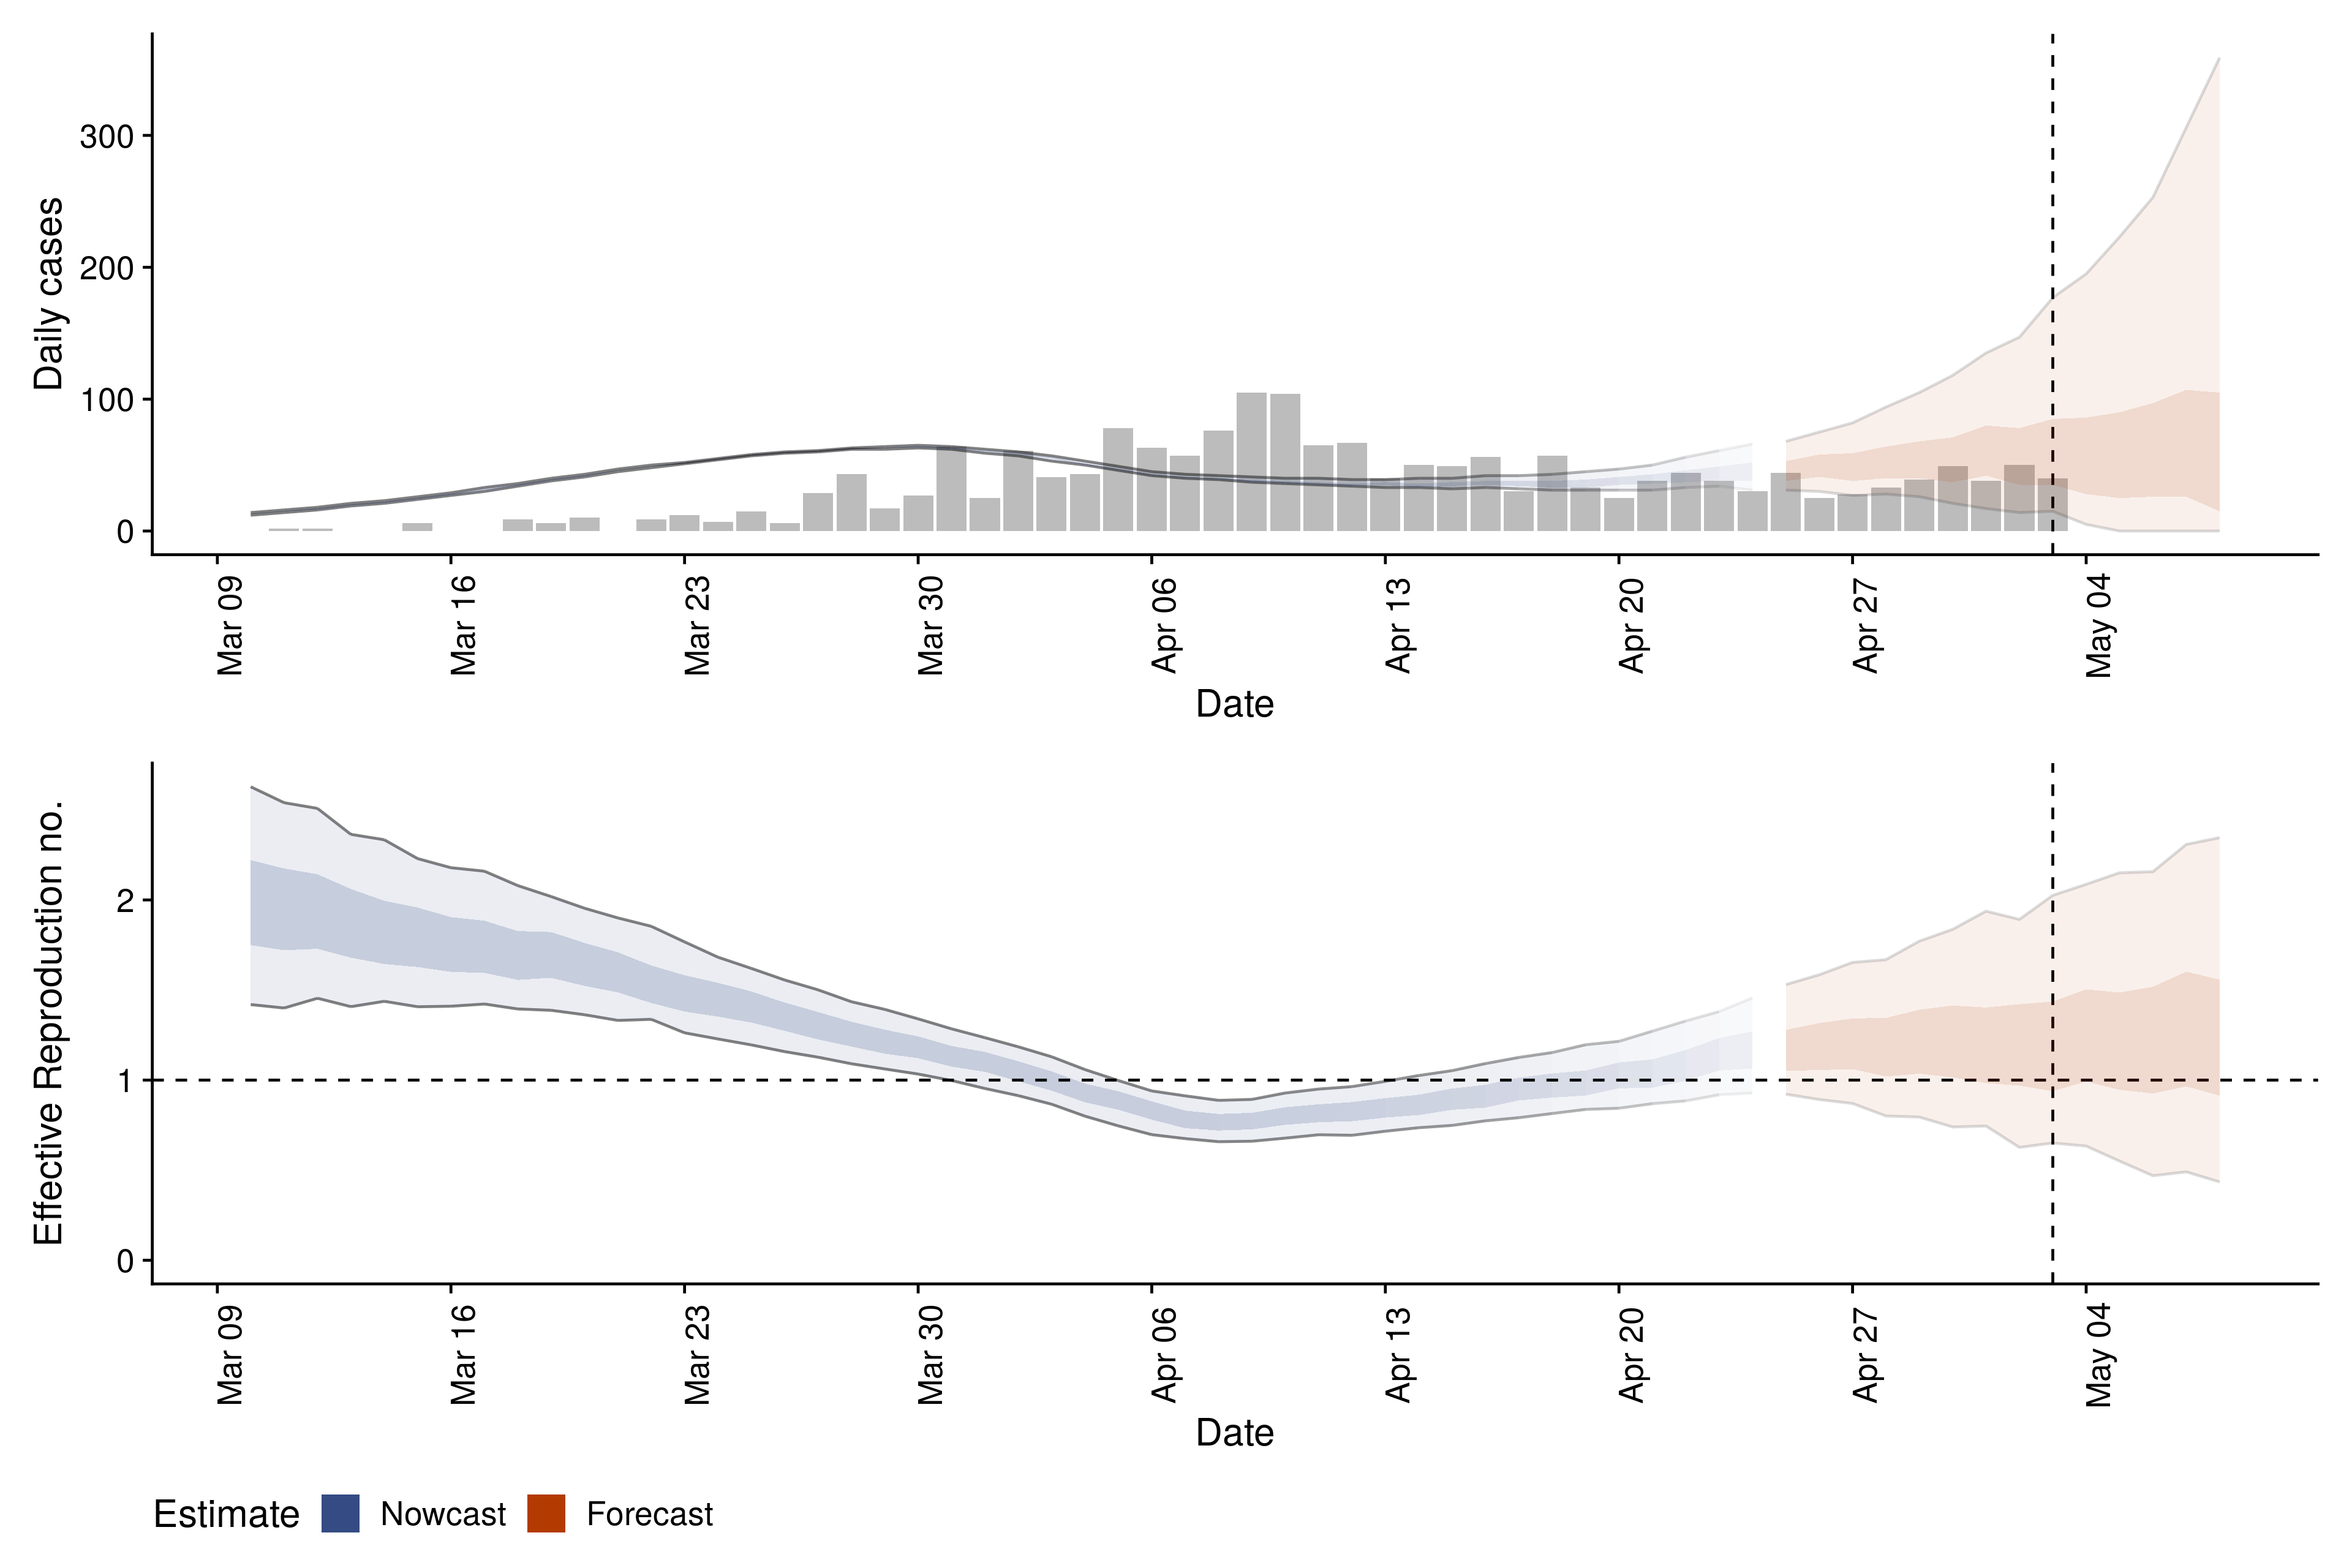 Daily cases
300
200
100
0
Mar 09
Mar 16
Mar 23
Mar 30
Apr 06
Apr 13
Apr 20
Apr 27
May 04
Date
Effective Reproduction no.
2
1
0
Mar 09
Mar 16
Mar 23
Mar 30
Apr 06
Apr 13
Apr 20
Apr 27
May 04
Date
Estimate Nowcast Forecast